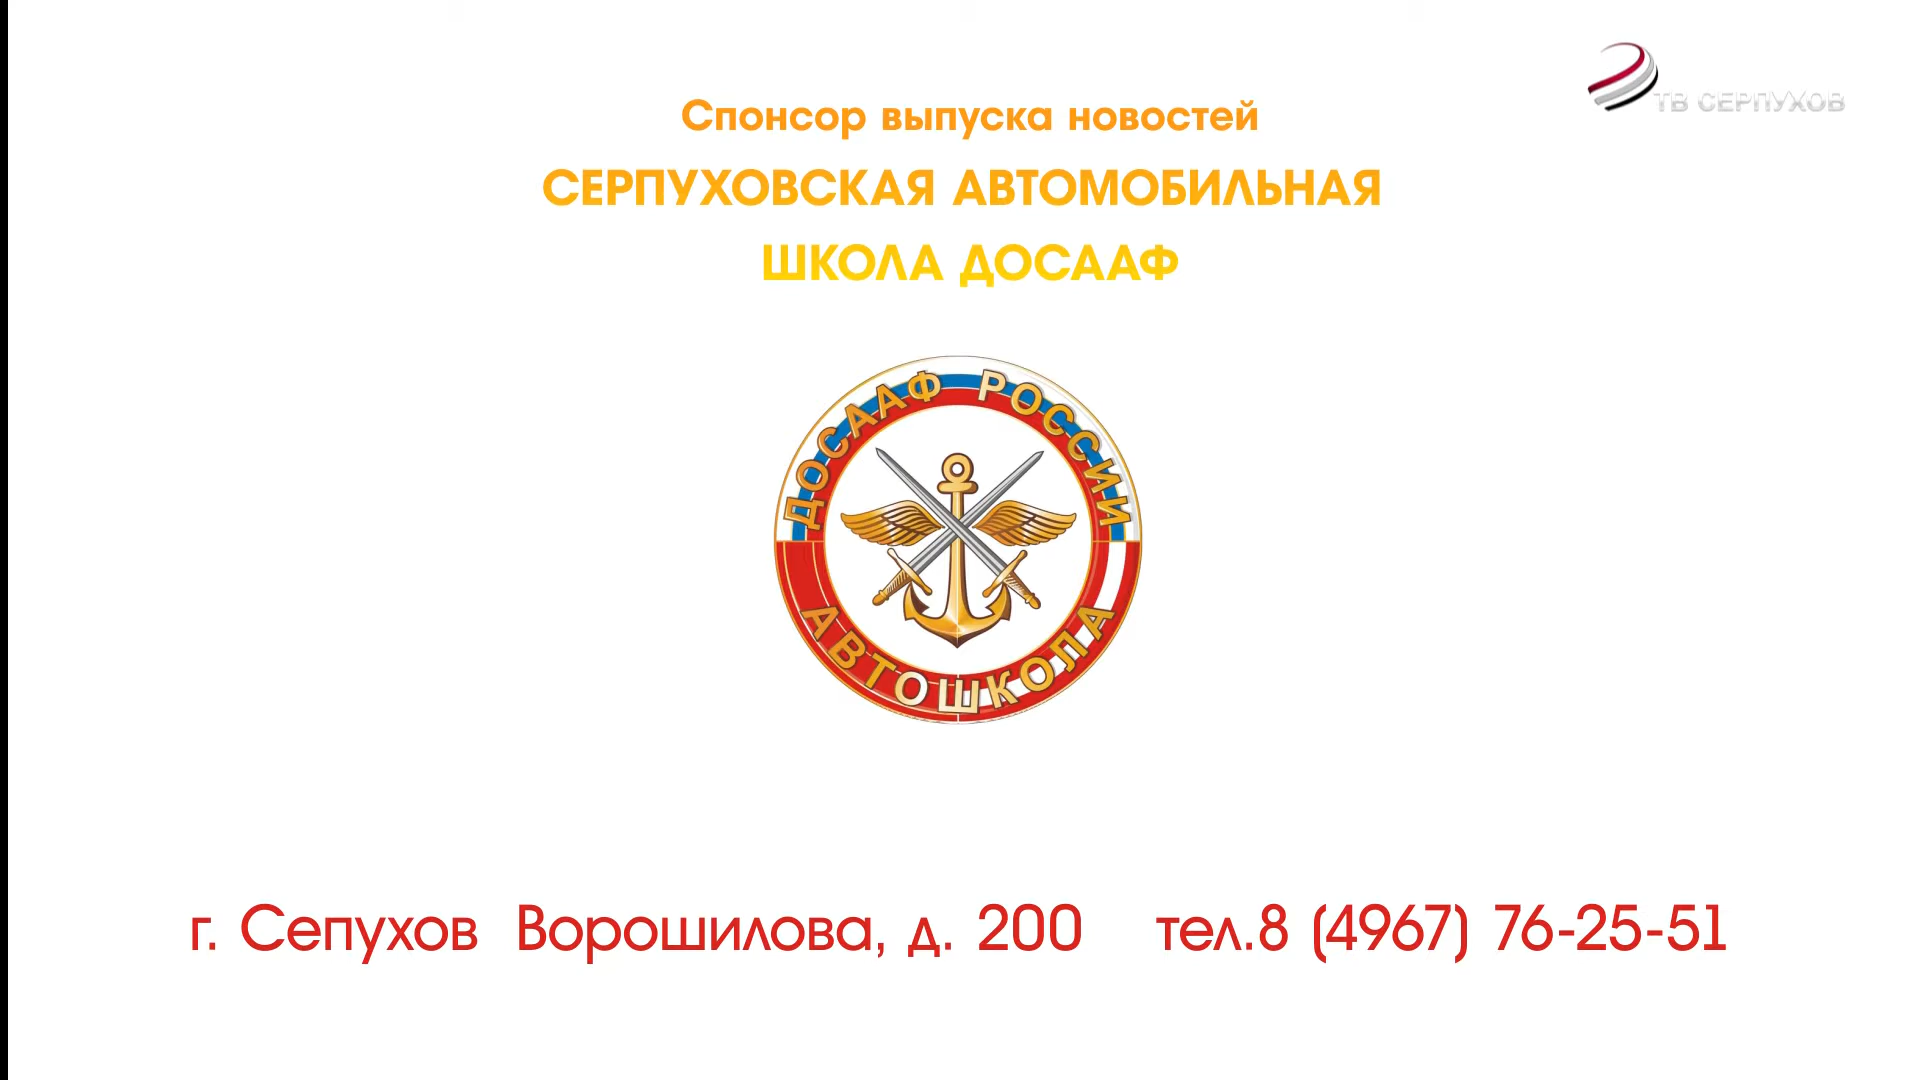 ТВ СЕРПУХОВ
Спонсор выпуска новостей
СЕРПУХОВСКАЯ АВТОМОБИЛЬНАЯ
ШКОЛА ДОСААФ
ДОСААФ РОССИИ
АВТОШКОЛА
г. Сепухов Ворошилова, д. 200 тел.8 (4967) 76-25-51